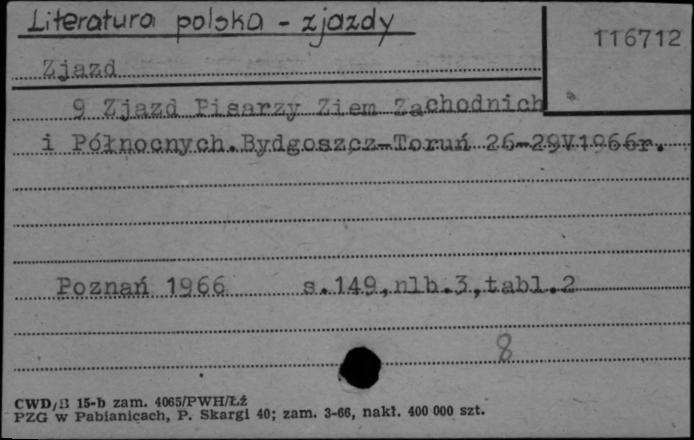 Literatura polska - zjazdy
116712
Zjazd
9 Zjazd Pisarzy Ziem Zachodnich
i Północnych.Bydgoszcz-Toruń 26-29V1966r.
Poznań 1966 s.149,nlb.3,tabl.2
8
CWD/B 15-b zam. 4065/PWH/Łź
PZG w Pabianicach, P. Skargi 40; zam. 3-66, nakł. 400 000 szt.